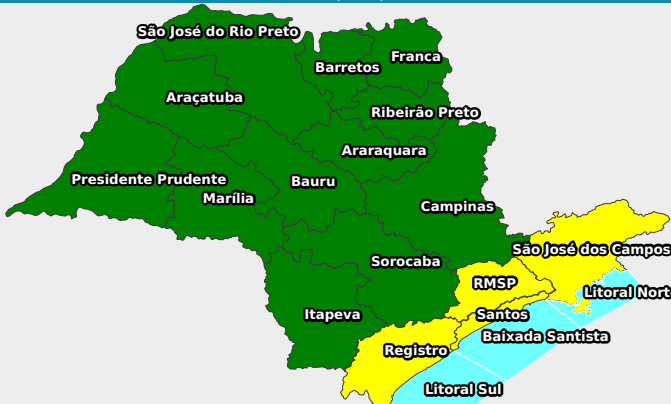 São José do Rio Preto
Franca
Barretos
Araçatuba
Ribeirão Preto
Araraquara
Presidente Prudente
Bauru
Marília
Campinas
São José dos Campos
Sorocaba
RMSP
Litoral Nort
Itapeva
Santos
Baixada Santista
Registro
Litoral Sul